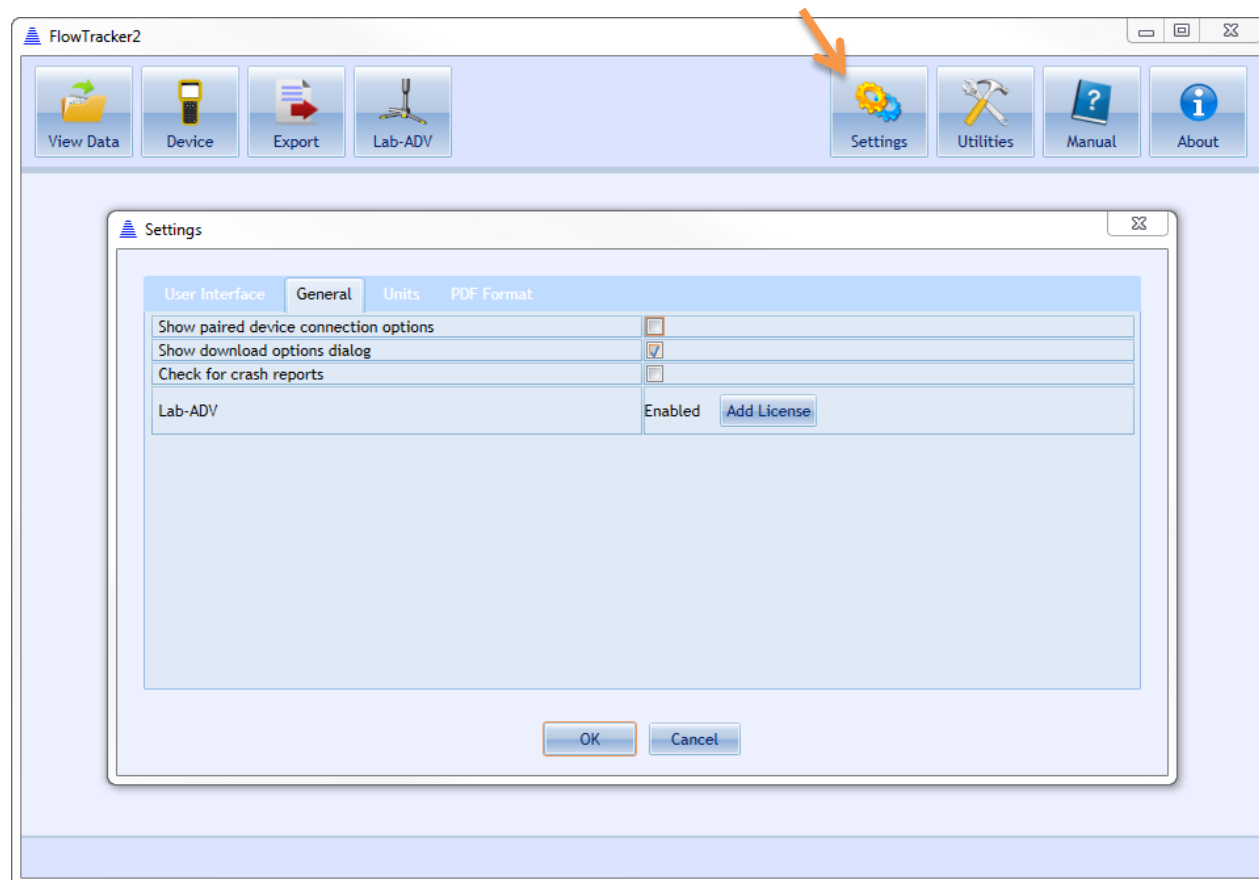 FlowTracker2
View Data Device Export Lab-ADV Settings Utilities Manual About
Settings
User Interface General Units PDF Format
Show paired device connection options
Show download options dialog
Check for crash reports
Lab-ADV Enabled Add License
OK Cancel